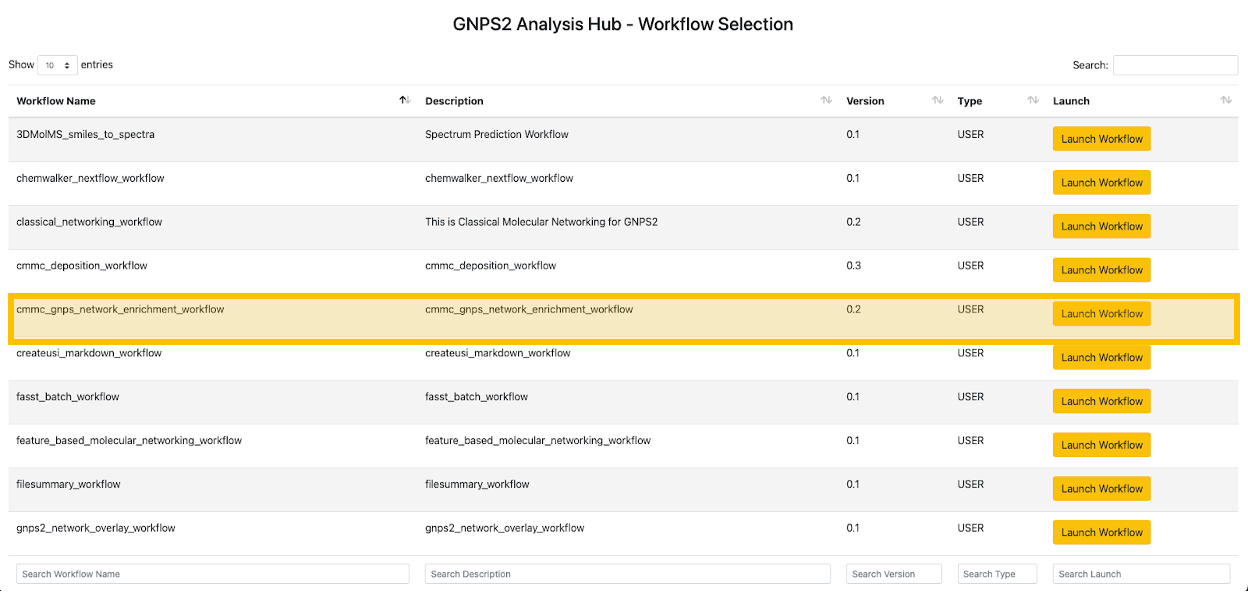 GNPS2 Analysis Hub - Workflow Selection
Show 10 entries Search:
Workflow Name Description Version Type Launch
3DMolMS_smiles_to_spectra Spectrum Prediction Workflow 0.1 USER Launch Workflow
chemwalker_nextflow_workflow chemwalker_nextflow_workflow 0.1 USER Launch Workflow
classical_networking_workflow This is Classical Molecular Networking for GNPS2 0.2 USER Launch Workflow
cmmc_deposition_workflow cmmc_deposition_workflow 0.3 USER Launch Workflow
cmmc_gnps_network_enrichment_workflow cmmc_gnps_network_enrichment_workflow 0.2 USER Launch Workflow
createusi_markdown_workflow createusi_markdown_workflow 0.1 USER Launch Workflow
fasst_batch_workflow fasst_batch_workflow 0.1 USER Launch Workflow
feature_based_molecular_networking_workflow feature_based_molecular_networking_workflow 0.1 USER Launch Workflow
filesummary_workflow filesummary_workflow 0.1 USER Launch Workflow
gnps2_network_overlay_workflow gnps2_network_overlay_workflow 0.1 USER Launch Workflow
Search Workflow Name Search Description Search Version Search Type Search Launch